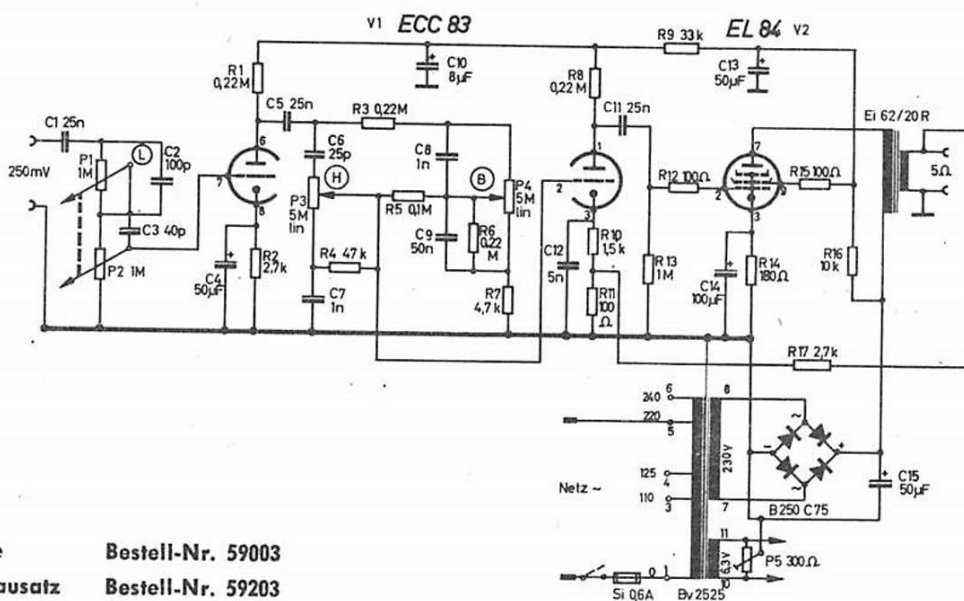 V1 ECC 83
EL 84 V2
R9 33 k
C10
8µF
C13
50µF
R1
0,22M
R8
0,22 M
C5 25n
R3 0,22M
C11 25n
Ei 62/20 R
C1 25n
6
1
7
250mV
P1
1M
L
C2
100p
C6
25p
C8
1n
5Ω
7
H
B
P4
5M
lin
2
R12 100Ω
2
9
R15 100Ω
P3
5M
lin
R5 0,1M
C3 40p
8
3
3
P2 1M
C4
50µF
R2
2,7k
R4 47 k
C9
50n
R6
0,22
M
C12
5n
R10
1,5k
R13
1M
C14
100µF
R14
180Ω
R16
10k
C7
1n
R7
4,7 k
R11
100
Ω
R17 2,7k
6
240
220
5
8
~
125
4
230V
-
+
Netz ~
110
3
7
~
C15
50µF
B250 C75
11
6,3V
P5 300Ω
0
1
10
Si 0,6A
Bv 2525
e Bestell-Nr. 59003
ausatz Bestell-Nr. 59203